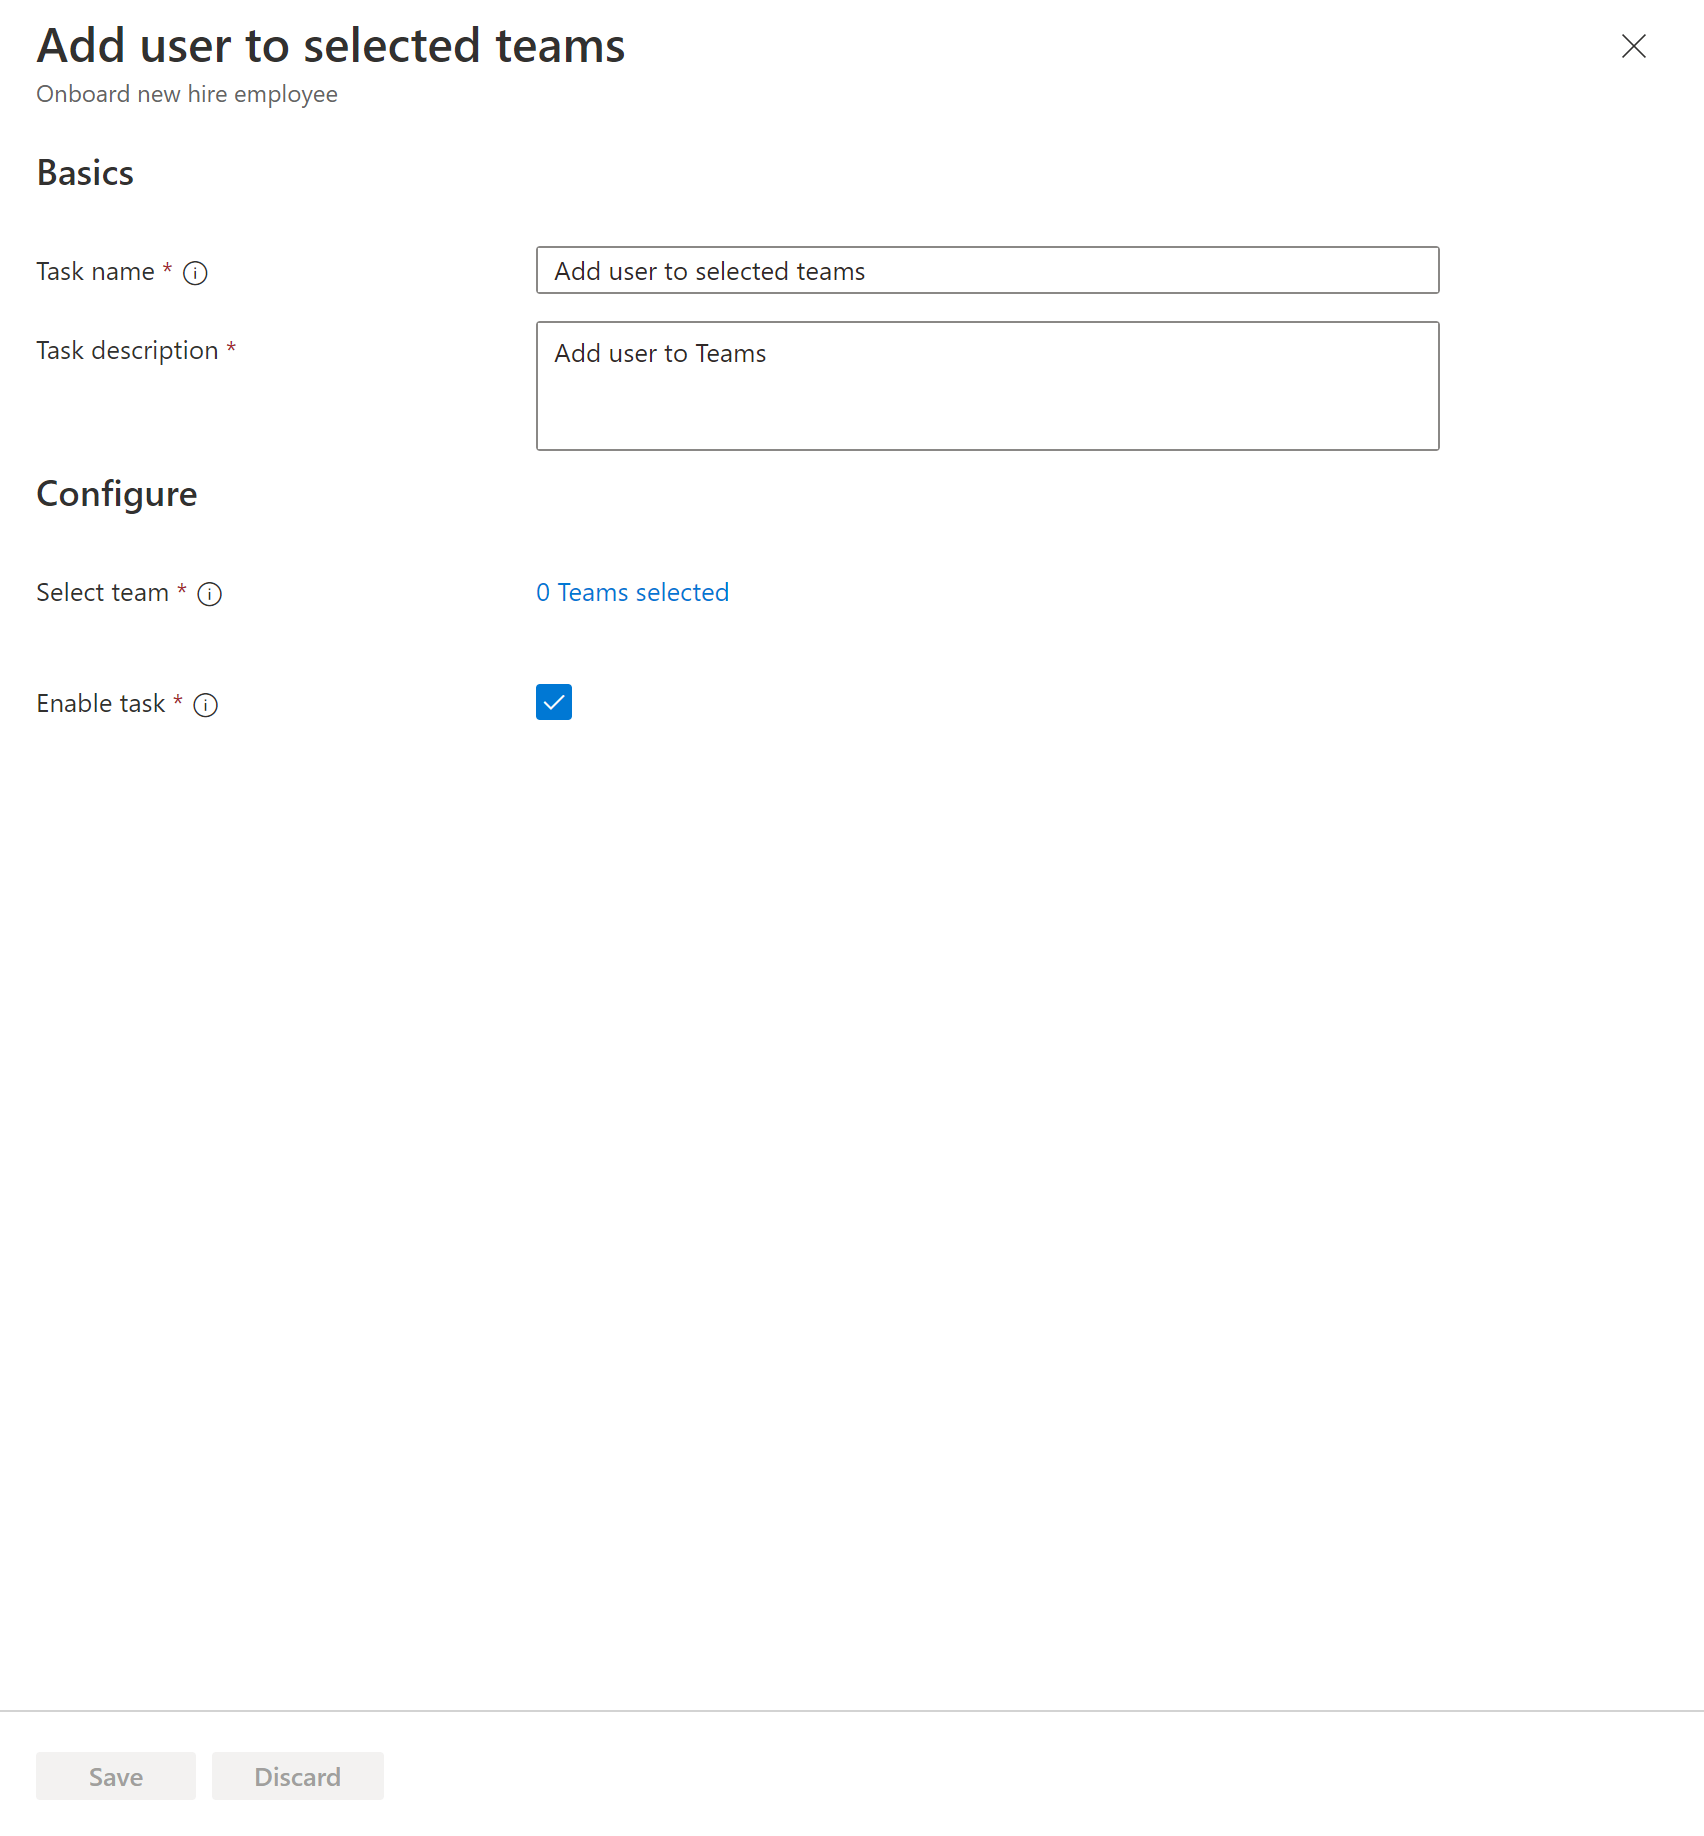 Add user to selected teams
Onboard new hire employee
Basics
Task name *
Add user to selected teams
Task description *
Add user to Teams
Configure
Select team *
0 Teams selected
Enable task *
Save
Discard